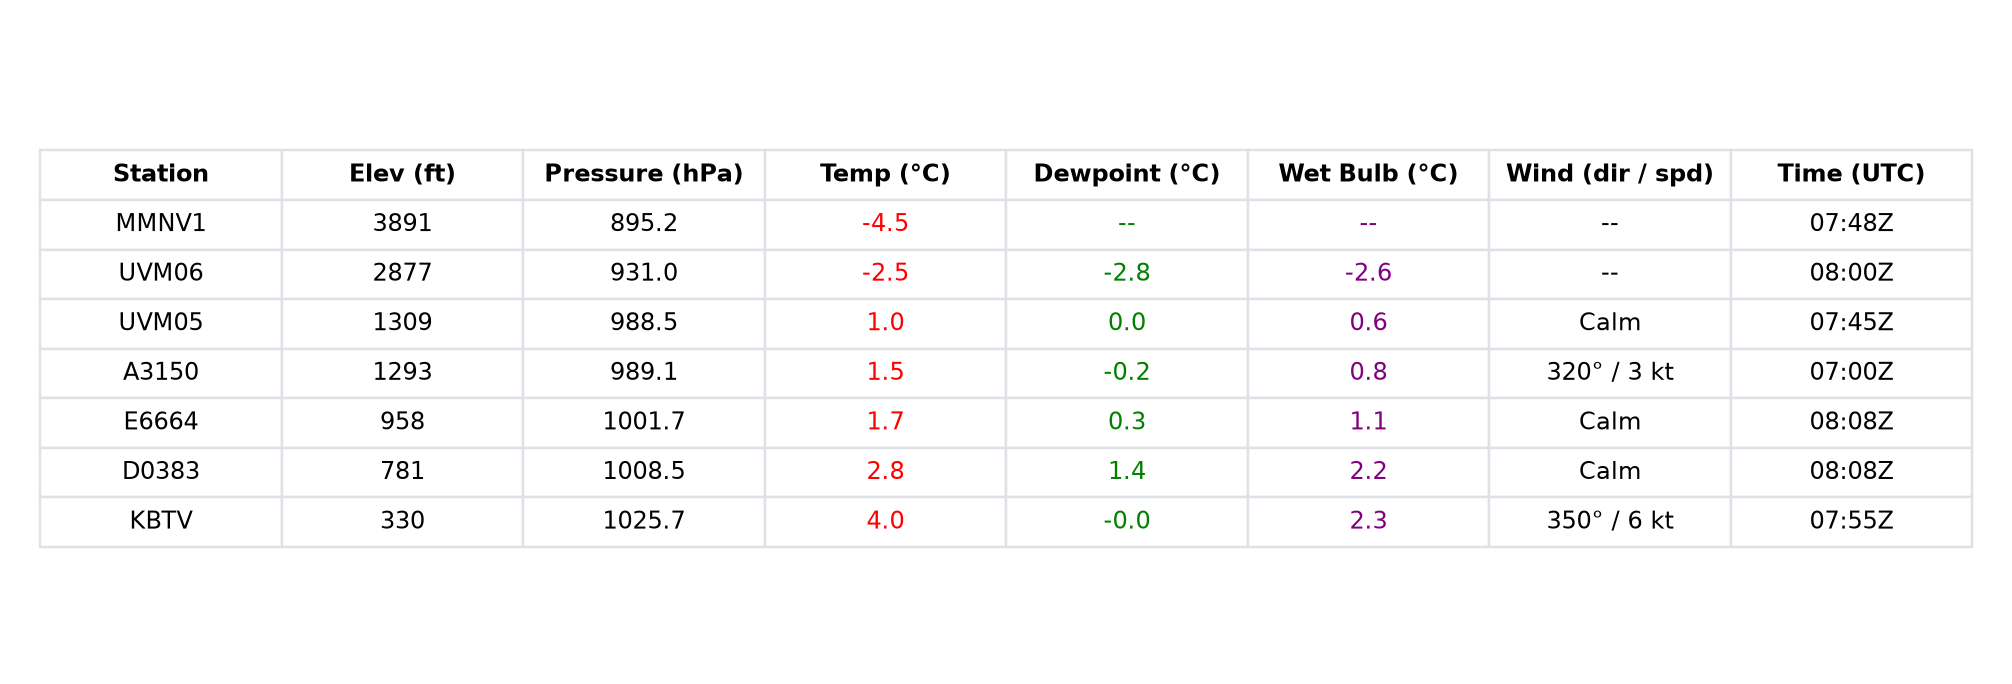 Station Elev (ft) Pressure (hPa) Temp (°C) Dewpoint (°C) Wet Bulb (°C) Wind (dir / spd) Time (UTC)
MMNV1 3891 895.2 -4.5 -- -- -- 07:48Z
UVM06 2877 931.0 -2.5 -2.8 -2.6 -- 08:00Z
UVM05 1309 988.5 1.0 0.0 0.6 Calm 07:45Z
A3150 1293 989.1 1.5 -0.2 0.8 320° / 3 kt 07:00Z
E6664 958 1001.7 1.7 0.3 1.1 Calm 08:08Z
D0383 781 1008.5 2.8 1.4 2.2 Calm 08:08Z
KBTV 330 1025.7 4.0 -0.0 2.3 350° / 6 kt 07:55Z